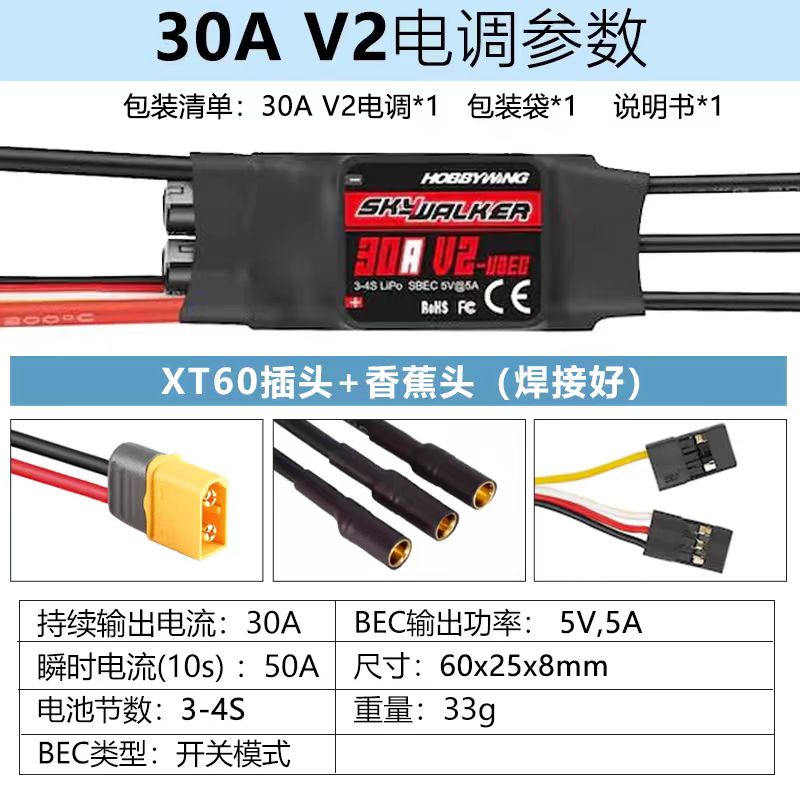 30A V2电调参数
包装清单：30A V2电调*1 包装袋*1 说明书*1
HOBBYWING
SKYWALKER
30A V2-UBEC
3-4S LiPo SBEC 5V@5A
RoHS FC CE
200°C
XT60插头+香蕉头（焊接好）
持续输出电流：30A BEC输出功率： 5V,5A
瞬时电流(10s)：50A 尺寸：60x25x8mm
电池节数：3-4S 重量：33g
BEC类型：开关模式